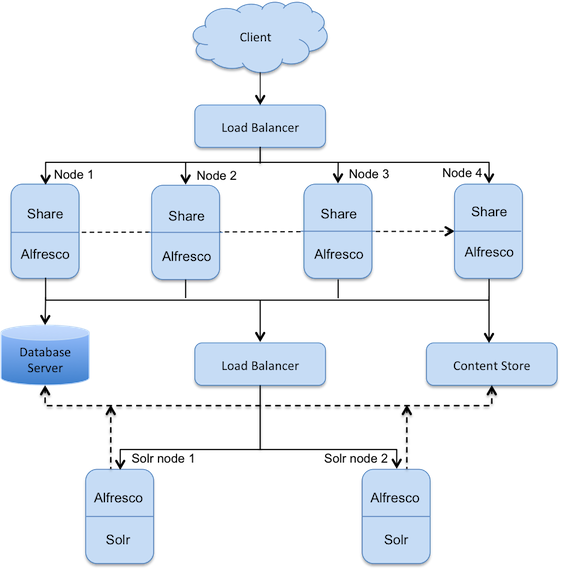 Client
Load Balancer
Node 1
Node 2
Node 3
Node 4
Share
Share
Share
Share
Alfresco
Alfresco
Alfresco
Alfresco
Database
Server
Load Balancer
Content Store
Solr node 1
Solr node 2
Alfresco
Alfresco
Solr
Solr